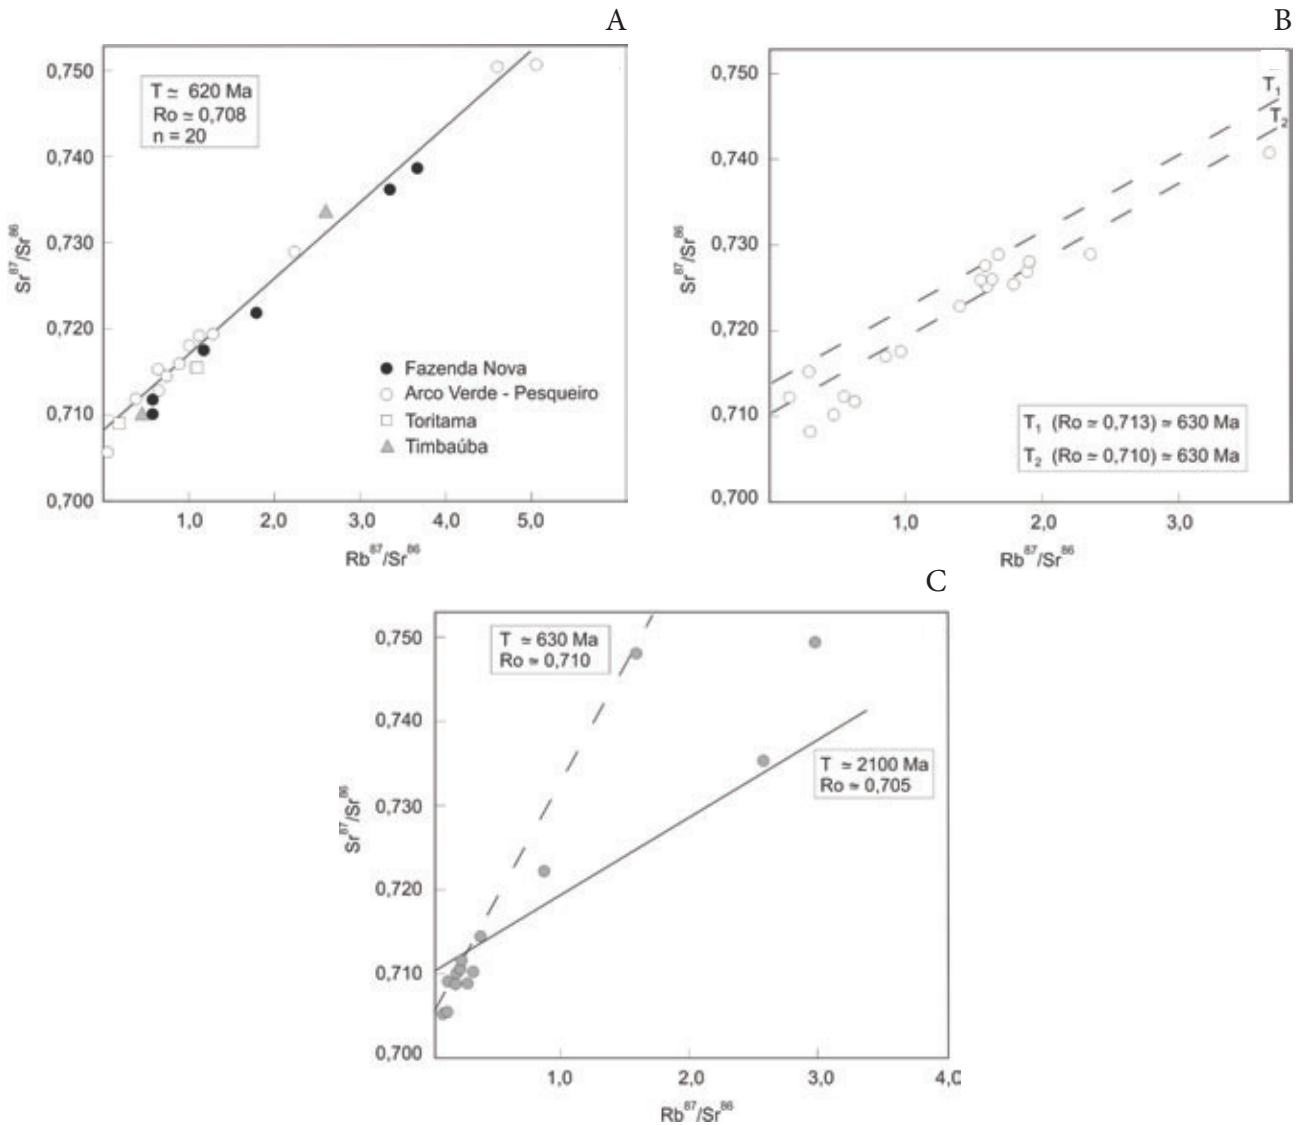 A
0,750
0,740
0,730
0,720
0,710
0,700
Sr87/Sr86
T ≃ 620 Ma
Ro ≃ 0,708
n = 20
Fazenda Nova
Arco Verde - Pesqueiro
Toritama
Timbaúba
1,0 2,0 3,0 4,0 5,0
Rb87/Sr86
B
0,750
0,740
0,730
0,720
0,710
0,700
Sr87/Sr86
T1
T2
T1 (Ro ≃ 0,713) ≃ 630 Ma
T2 (Ro ≃ 0,710) ≃ 630 Ma
1,0 2,0 3,0
Rb87/Sr86
C
0,750
0,740
0,730
0,720
0,710
0,700
Sr87/Sr86
T ≃ 630 Ma
Ro ≃ 0,710
T ≃ 2100 Ma
Ro ≃ 0,705
1,0 2,0 3,0 4,0
Rb87/Sr86